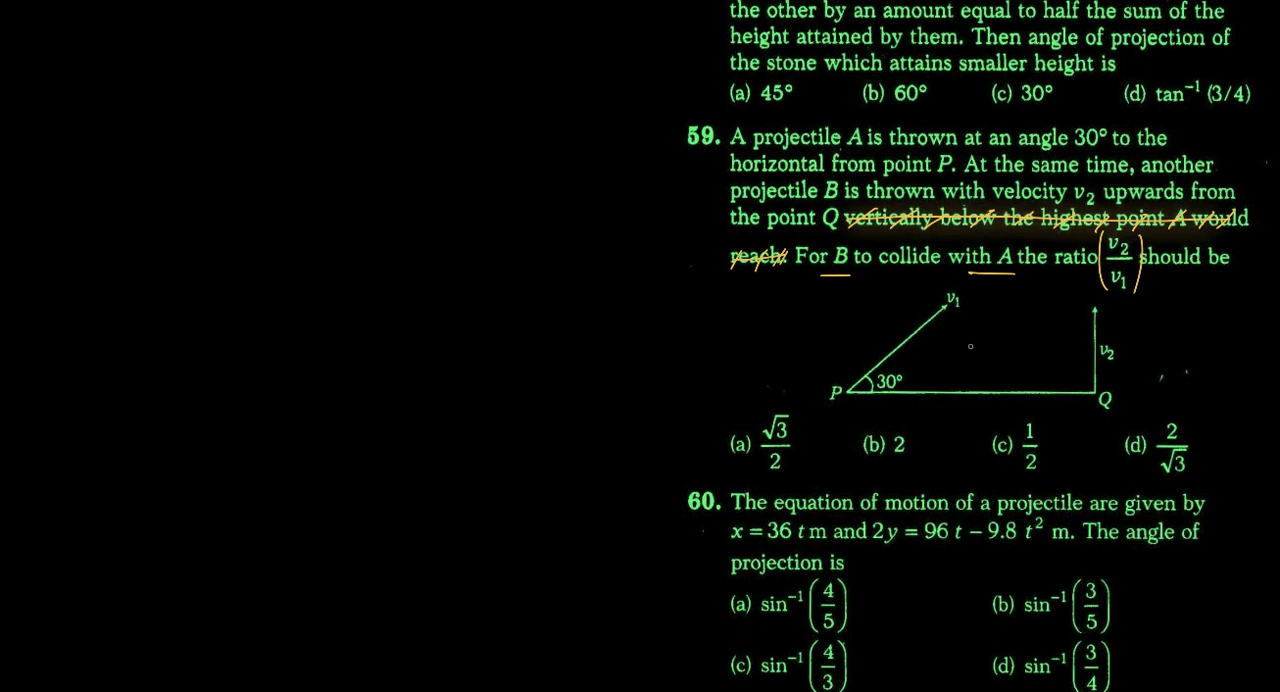 the other by an amount equal to half the sum of the
height attained by them. Then angle of projection of
the stone which attains smaller height is
(a) 45° (b) 60° (c) 30° (d) tan⁻¹ (3/4)
59. A projectile A is thrown at an angle 30° to the
horizontal from point P. At the same time, another
projectile B is thrown with velocity v₂ upwards from
the point Q vertically below the highest point A would
reach. For B to collide with A the ratio (v₂/v₁) should be
v₁
v₂
30°
P
Q
(a) √3/2 (b) 2 (c) 1/2 (d) 2/√3
60. The equation of motion of a projectile are given by
x = 36 t m and 2y = 96 t – 9.8 t² m. The angle of
projection is
(a) sin⁻¹ (4/5) (b) sin⁻¹ (3/5)
(c) sin⁻¹ (4/3) (d) sin⁻¹ (3/4)